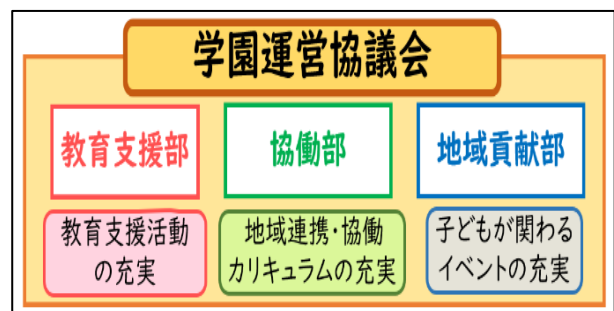 学園運営協議会
教育支援部
協働部
地域貢献部
教育支援活動
の充実
地域連携・協働
カリキュラムの充実
子どもが関わる
イベントの充実